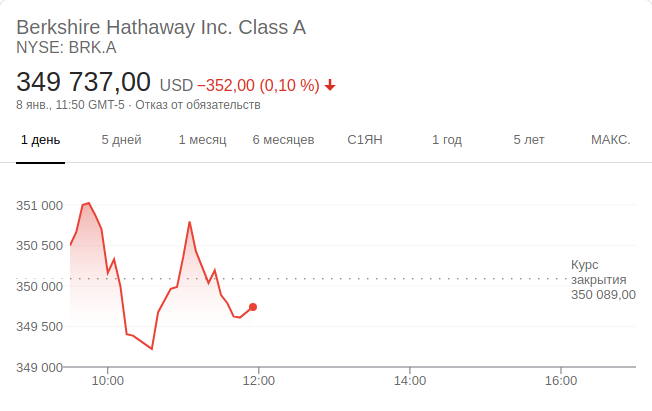 Berkshire Hathaway Inc. Class A
NYSE: BRK.A
349 737,00 USD −352,00 (0,10 %)
8 янв., 11:50 GMT-5 · Отказ от обязательств
1 день 5 дней 1 месяц 6 месяцев С1ЯН 1 год 5 лет МАКС.
351 000
350 500
350 000
349 500
349 000
Курс
закрытия
350 089,00
10:00 12:00 14:00 16:00